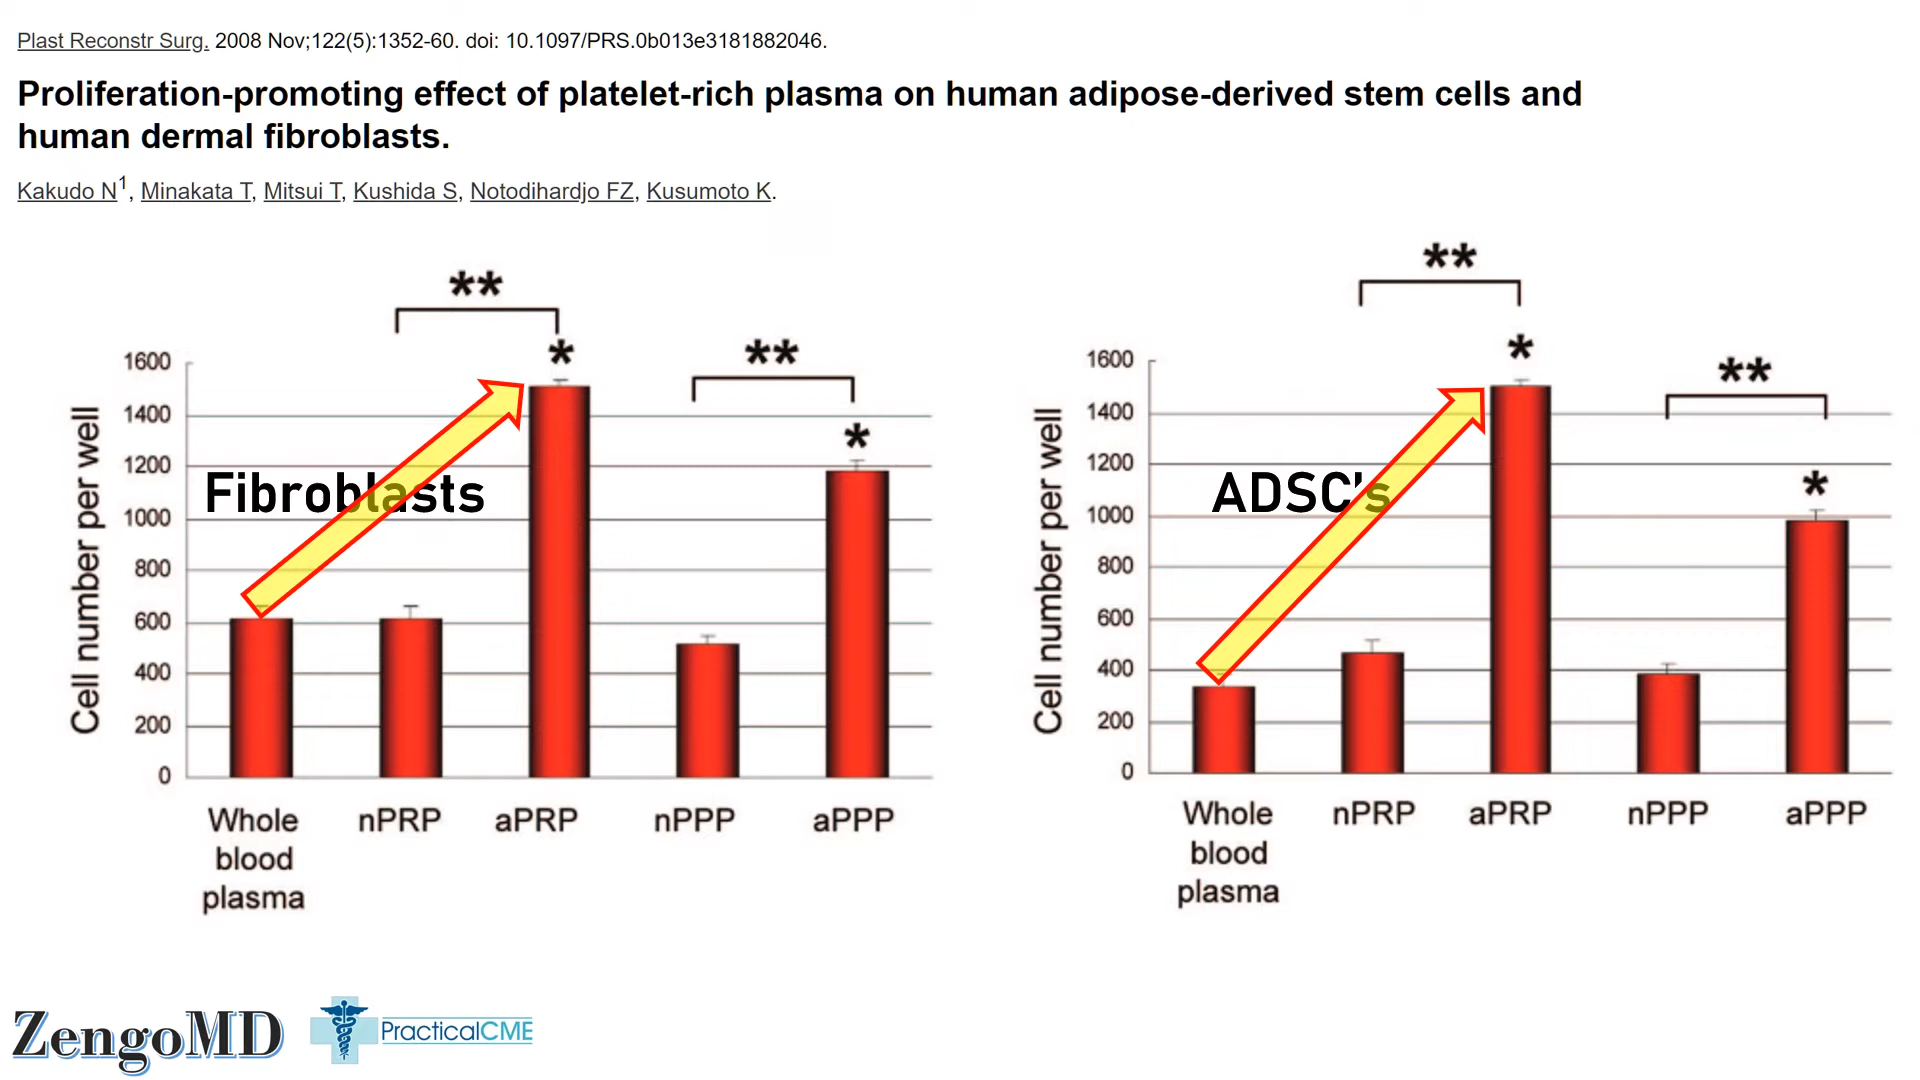 Plast Reconstr Surg. 2008 Nov;122(5):1352-60. doi: 10.1097/PRS.0b013e3181882046.
Proliferation-promoting effect of platelet-rich plasma on human adipose-derived stem cells and
human dermal fibroblasts.
Kakudo N1, Minakata T, Mitsui T, Kushida S, Notodihardjo FZ, Kusumoto K.
**
**
*
*
1600
1400
1200
1000
800
600
400
200
0
Cell number per well
Fibroblasts
Whole
blood
plasma
nPRP
aPRP
nPPP
aPPP
**
**
*
*
1600
1400
1200
1000
800
600
400
200
0
Cell number per well
ADSC's
Whole
blood
plasma
nPRP
aPRP
nPPP
aPPP
ZengoMD
PracticalCME